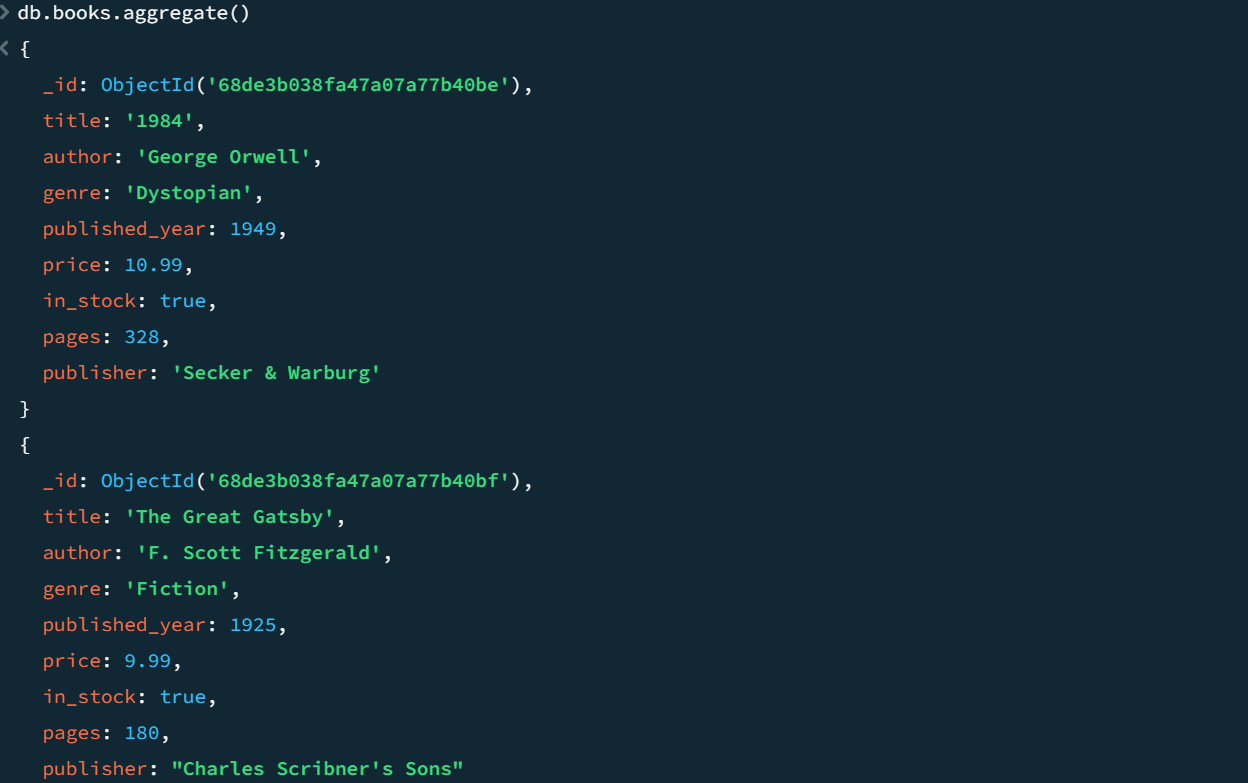 > db.books.aggregate()
< {
_id: ObjectId('68de3b038fa47a07a77b40be'),
title: '1984',
author: 'George Orwell',
genre: 'Dystopian',
published_year: 1949,
price: 10.99,
in_stock: true,
pages: 328,
publisher: 'Secker & Warburg'
}
{
_id: ObjectId('68de3b038fa47a07a77b40bf'),
title: 'The Great Gatsby',
author: 'F. Scott Fitzgerald',
genre: 'Fiction',
published_year: 1925,
price: 9.99,
in_stock: true,
pages: 180,
publisher: "Charles Scribner's Sons"